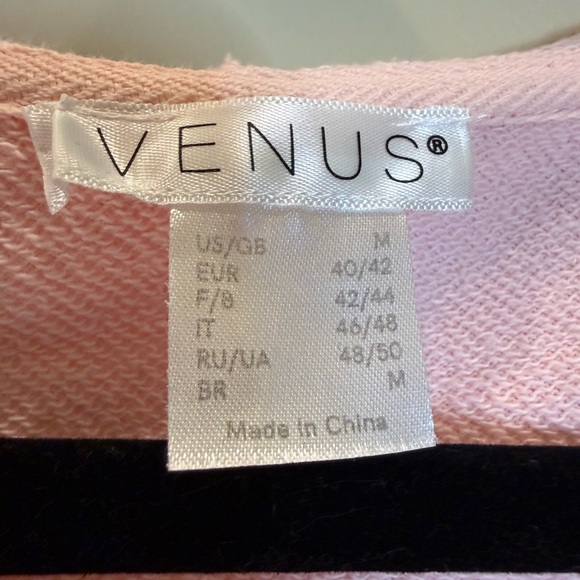 VENUS®
US/GB M
EUR 40/42
F/B 42/44
IT 46/48
RU/UA 48/50
BR M
Made in China